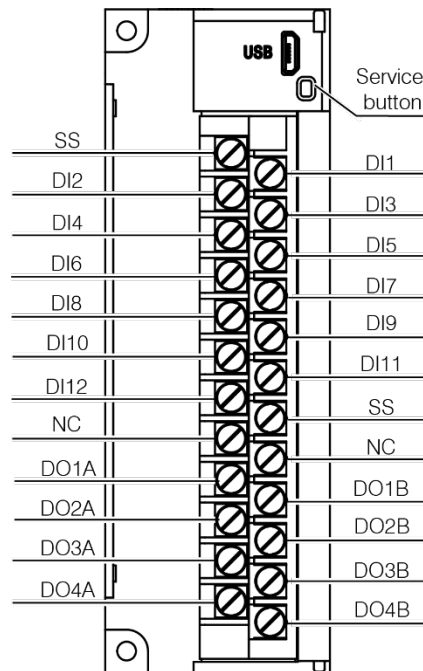 USB
Service
button
SS
DI1
DI2
DI3
DI4
DI5
DI6
DI7
DI8
DI9
DI10
DI11
DI12
SS
NC
NC
DO1A
DO1B
DO2A
DO2B
DO3A
DO3B
DO4A
DO4B